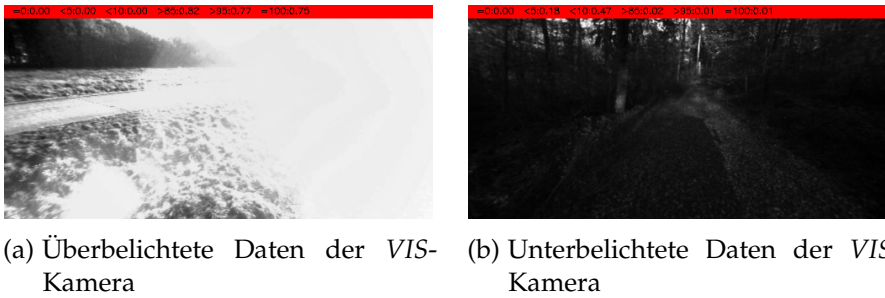 =0:0.00 <5:0.00 <10:0.00 >85:0.82 >95:0.77 =100:0.75
=0:0.00 <5:0.18 <10:0.47 >85:0.02 >95:0.01 =100:0.01
(a) Überbelichtete Daten der VIS-
Kamera
(b) Unterbelichtete Daten der VIS
Kamera